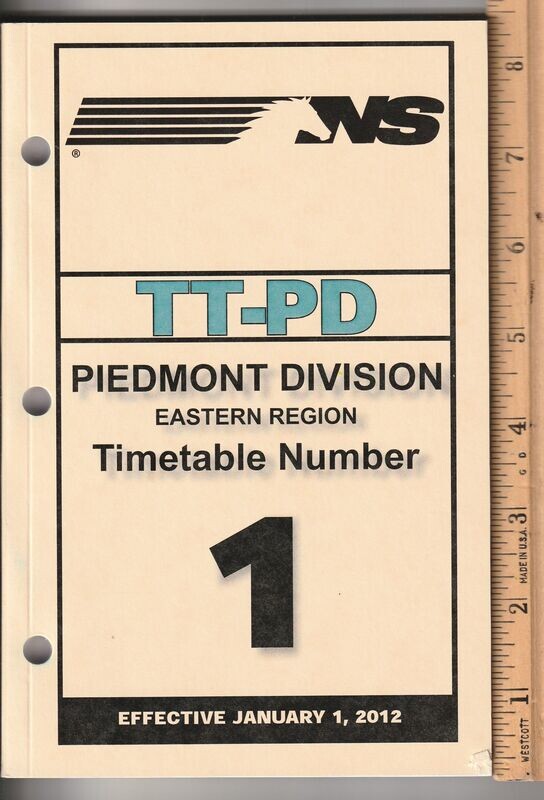 NS
®
TT-PD
PIEDMONT DIVISION
EASTERN REGION
Timetable Number
1
EFFECTIVE JANUARY 1, 2012
8
7
6
5
4
G D
3
MADE IN U.S.A.
2
1
WESTCOTT